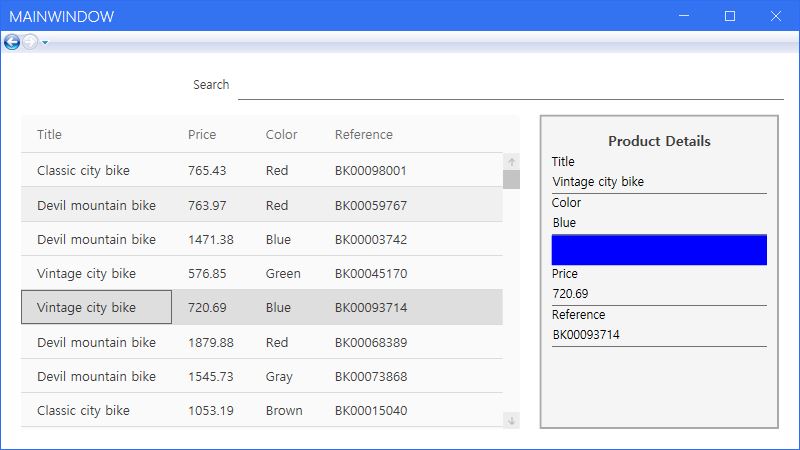 MAINWINDOW
Search
Title Price Color Reference
Classic city bike 765.43 Red BK00098001
Devil mountain bike 763.97 Red BK00059767
Devil mountain bike 1471.38 Blue BK00003742
Vintage city bike 576.85 Green BK00045170
Vintage city bike 720.69 Blue BK00093714
Devil mountain bike 1879.88 Red BK00068389
Devil mountain bike 1545.73 Gray BK00073868
Classic city bike 1053.19 Brown BK00015040
Product Details
Title
Vintage city bike
Color
Blue
Price
720.69
Reference
BK00093714